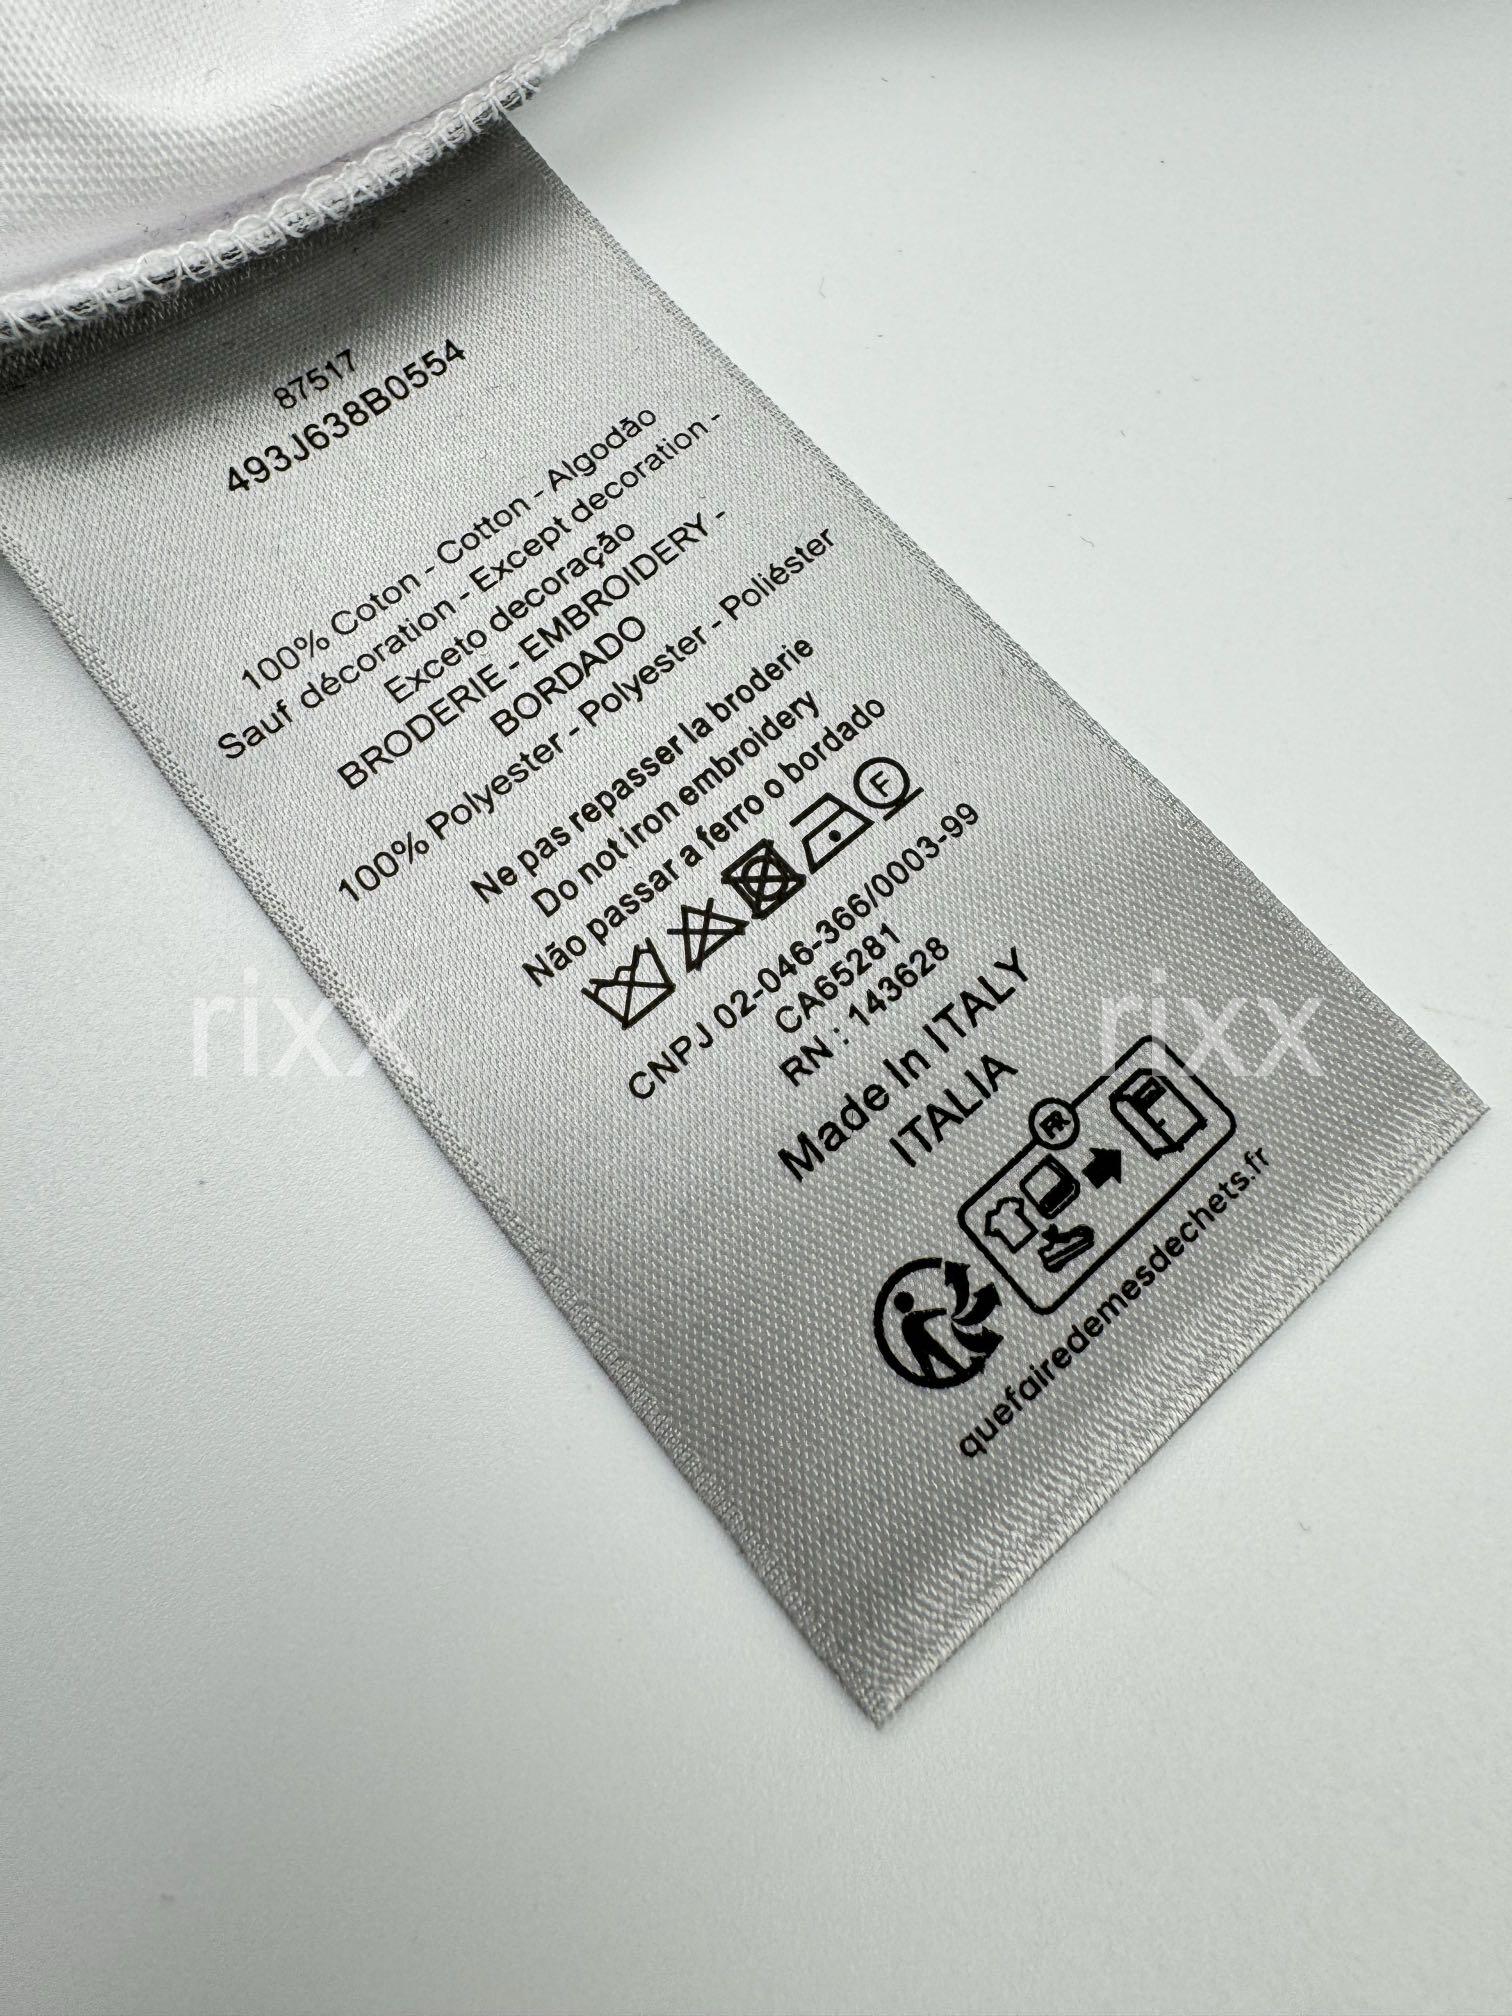 87517
493J638B0554
100% Coton - Cotton - Algodão
Sauf décoration - Except decoration -
Exceto decoração
BRODERIE - EMBROIDERY -
BORDADO
100% Polyester - Polyester - Poliéster
Ne pas repasser la broderie
Do not iron embroidery
Não passar a ferro o bordado
F
CNPJ 02-046-366/0003-99
CA65281
RN : 143628
Made In ITALY
ITALIA
FR
quefairedemesdechets.fr
rixx
rixx